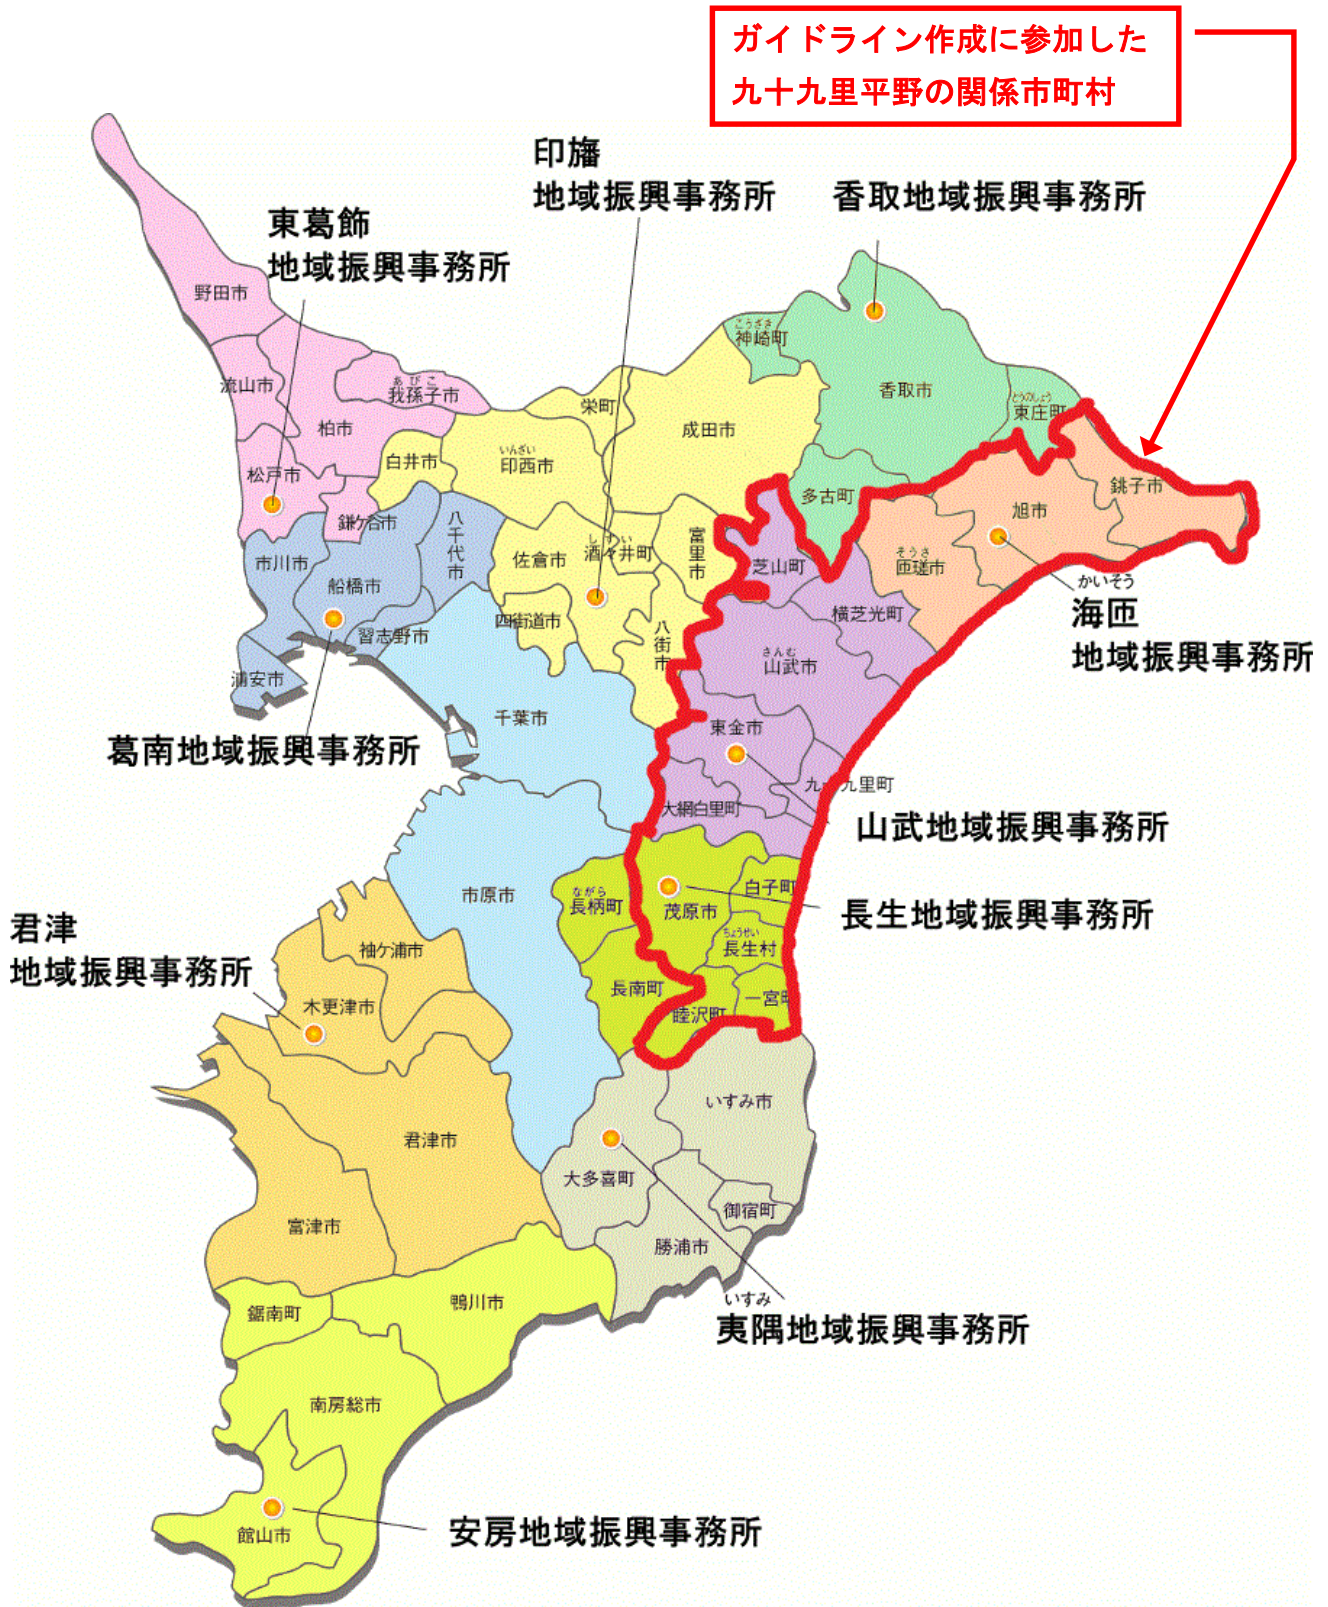 ガイドライン作成に参加した
九十九里平野の関係市町村
印旛
地域振興事務所
香取地域振興事務所
東葛飾
地域振興事務所
野田市
こうざき
神崎町
流山市
あびこ
我孫子市
香取市
とうのしょう
東庄町
栄町
柏市
成田市
白井市
いんざい
印西市
松戸市
多古町
銚子市
鎌ケ谷市
旭市
八千代市
市川市
佐倉市
しすい
酒々井町
富里市
芝山町
そうさ
匝瑳市
船橋市
かいそう
海匝
地域振興事務所
横芝光町
四街道市
習志野市
八街市
さんむ
山武市
浦安市
千葉市
東金市
葛南地域振興事務所
九十九里町
大網白里町
山武地域振興事務所
市原市
ながら
長柄町
白子町
茂原市
長生地域振興事務所
君津
地域振興事務所
袖ケ浦市
ちょうせい
長生村
長南町
一宮町
木更津市
睦沢町
いすみ市
君津市
大多喜町
御宿町
富津市
勝浦市
鋸南町
鴨川市
いすみ
夷隅地域振興事務所
南房総市
館山市
安房地域振興事務所